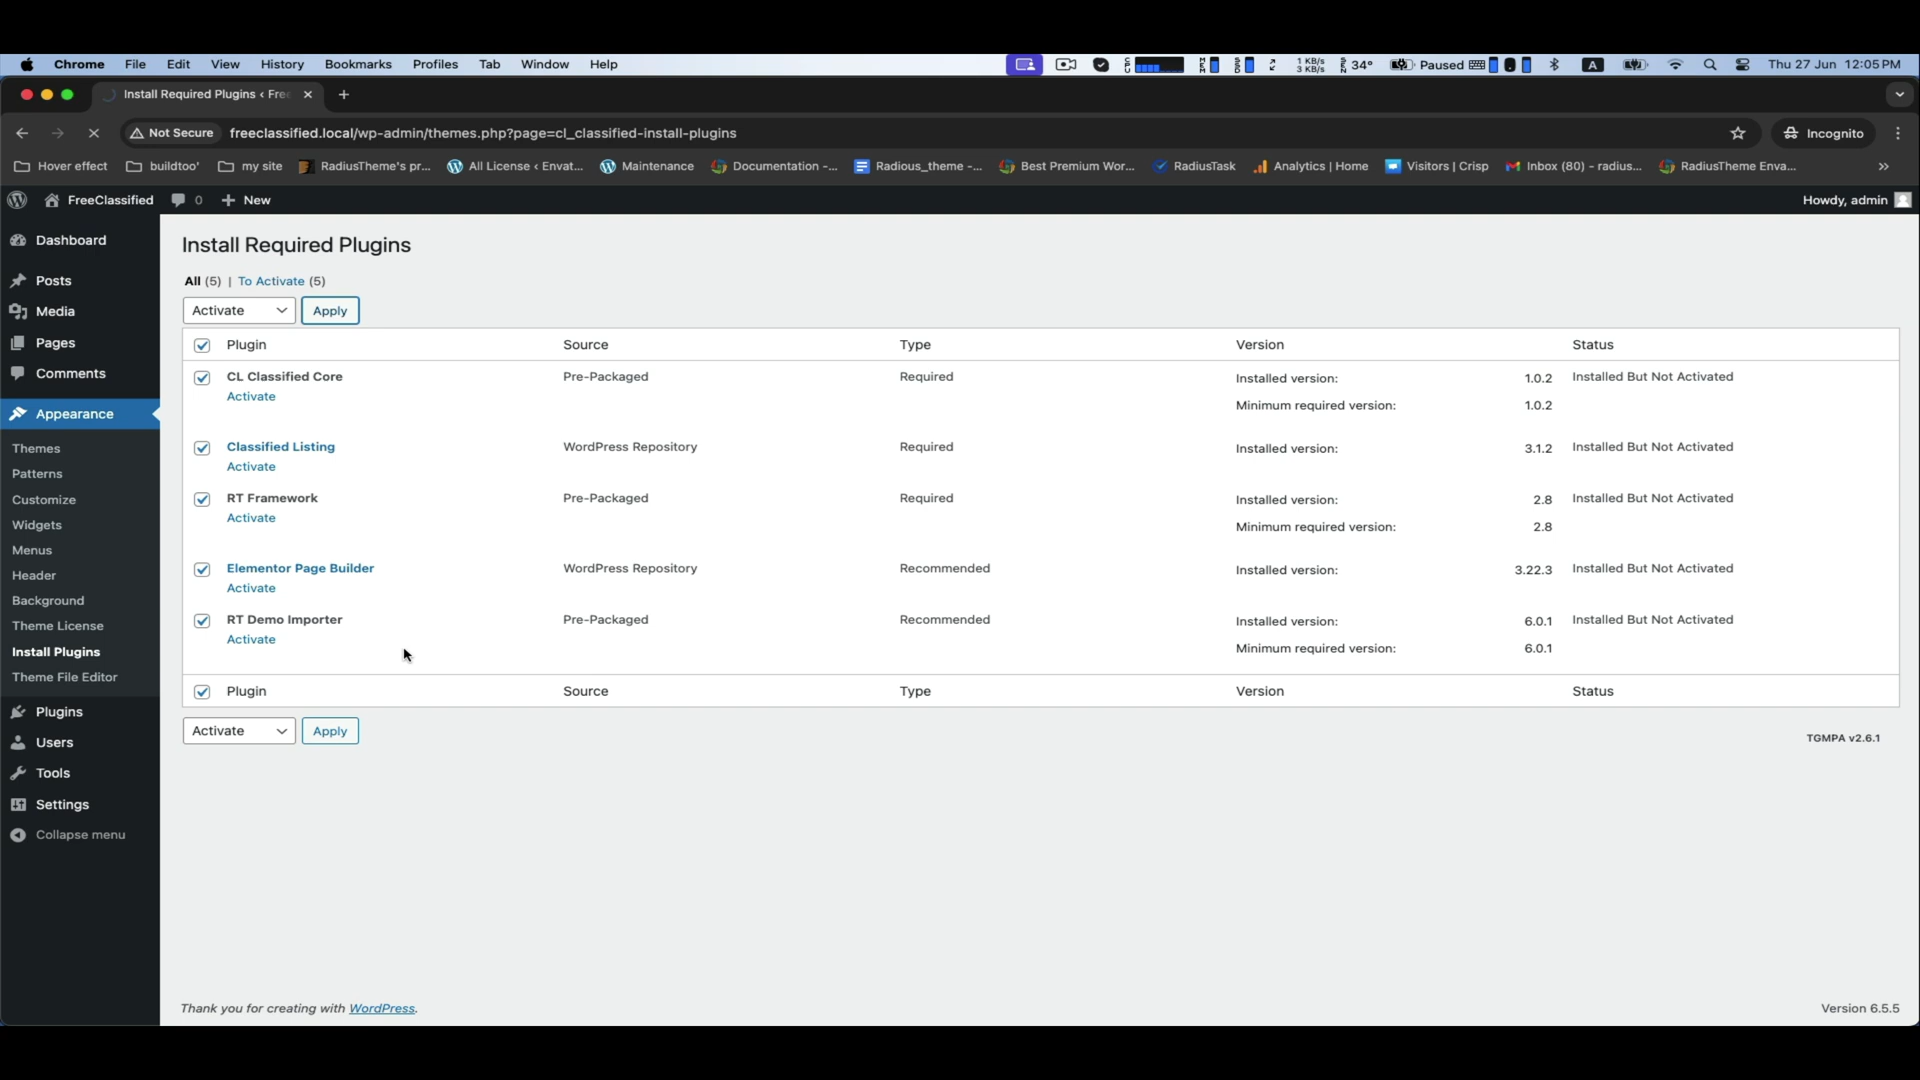 Chrome File Edit View History Bookmarks Profiles Tab Window Help 1 KB/s 3 KB/s 34° Paused A Thu 27 Jun 12:05 PM
Install Required Plugins ‹ Fre
Not Secure freeclassified.local/wp-admin/themes.php?page=cl_classified-install-plugins Incognito
Hover effect buildtoo' my site RadiusTheme's pr... All License ‹ Envat... Maintenance Documentation -... Radious_theme -... Best Premium Wor... RadiusTask Analytics | Home Visitors | Crisp Inbox (80) - radius... RadiusTheme Enva... »
FreeClassified 0 + New Howdy, admin
Dashboard
Posts
Media
Pages
Comments
Appearance
Themes
Patterns
Customize
Widgets
Menus
Header
Background
Theme License
Install Plugins
Theme File Editor
Plugins
Users
Tools
Settings
Collapse menu
Install Required Plugins
All (5) | To Activate (5)
Activate Apply
Plugin Source Type Version Status
CL Classified Core Pre-Packaged Required Installed version: 1.0.2 Installed But Not Activated
Activate Minimum required version: 1.0.2
Classified Listing WordPress Repository Required Installed version: 3.1.2 Installed But Not Activated
Activate
RT Framework Pre-Packaged Required Installed version: 2.8 Installed But Not Activated
Activate Minimum required version: 2.8
Elementor Page Builder WordPress Repository Recommended Installed version: 3.22.3 Installed But Not Activated
Activate
RT Demo Importer Pre-Packaged Recommended Installed version: 6.0.1 Installed But Not Activated
Activate Minimum required version: 6.0.1
Plugin Source Type Version Status
Activate Apply
TGMPA v2.6.1
Thank you for creating with WordPress. Version 6.5.5